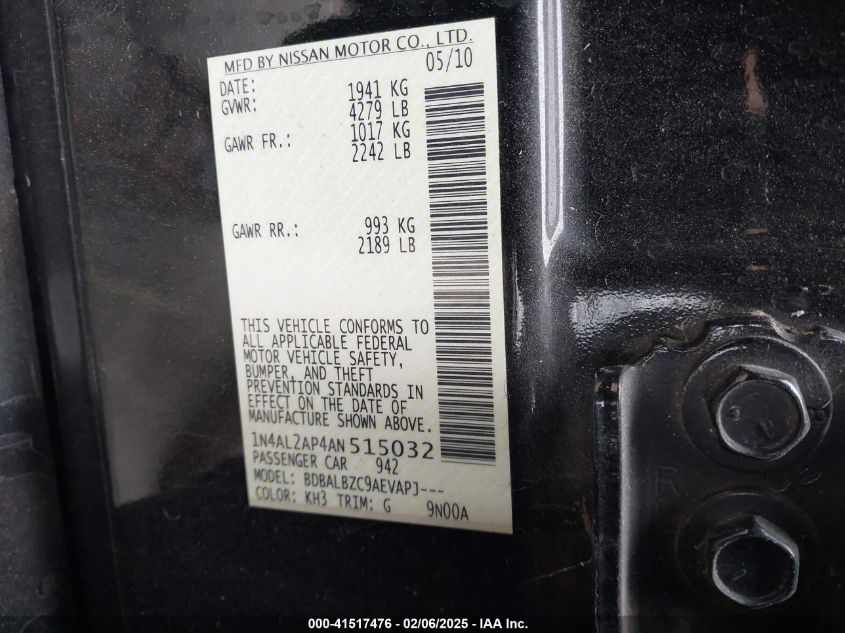 MFD BY NISSAN MOTOR CO., LTD.
DATE: 05/10
GVWR: 1941 KG
4279 LB
GAWR FR.: 1017 KG
2242 LB
GAWR RR.: 993 KG
2189 LB
THIS VEHICLE CONFORMS TO
ALL APPLICABLE FEDERAL
MOTOR VEHICLE SAFETY,
BUMPER, AND THEFT
PREVENTION STANDARDS IN
EFFECT ON THE DATE OF
MANUFACTURE SHOWN ABOVE.
1N4AL2AP4AN515032
PASSENGER CAR 942
MODEL: BDBALBZC9AEVAPJ---
COLOR: KH3 TRIM: G 9N00A
R
000-41517476 - 02/06/2025 - IAA Inc.